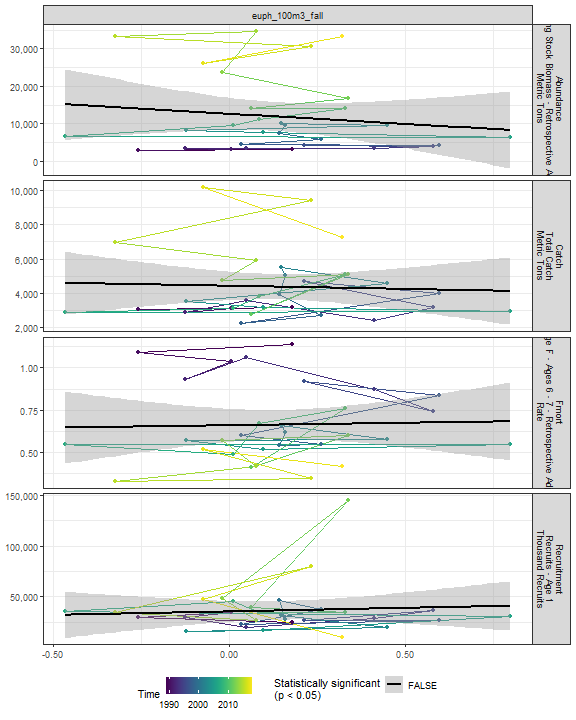 euph_100m3_fall
30,000
20,000
10,000
0
Abundance
Stock Biomass - Retrospective
Metric Tons
10,000
8,000
6,000
4,000
2,000
Catch
Total Catch
Metric Tons
1.00
0.75
0.50
Fmort
F - Ages 6 - 7 - Retrospective
Rate
150,000
100,000
50,000
Recruitment
Recruits - Age 1
Thousand Recruits
-0.50
0.00
0.50
Time
1990 2000 2010
Statistically significant
(p < 0.05)
FALSE